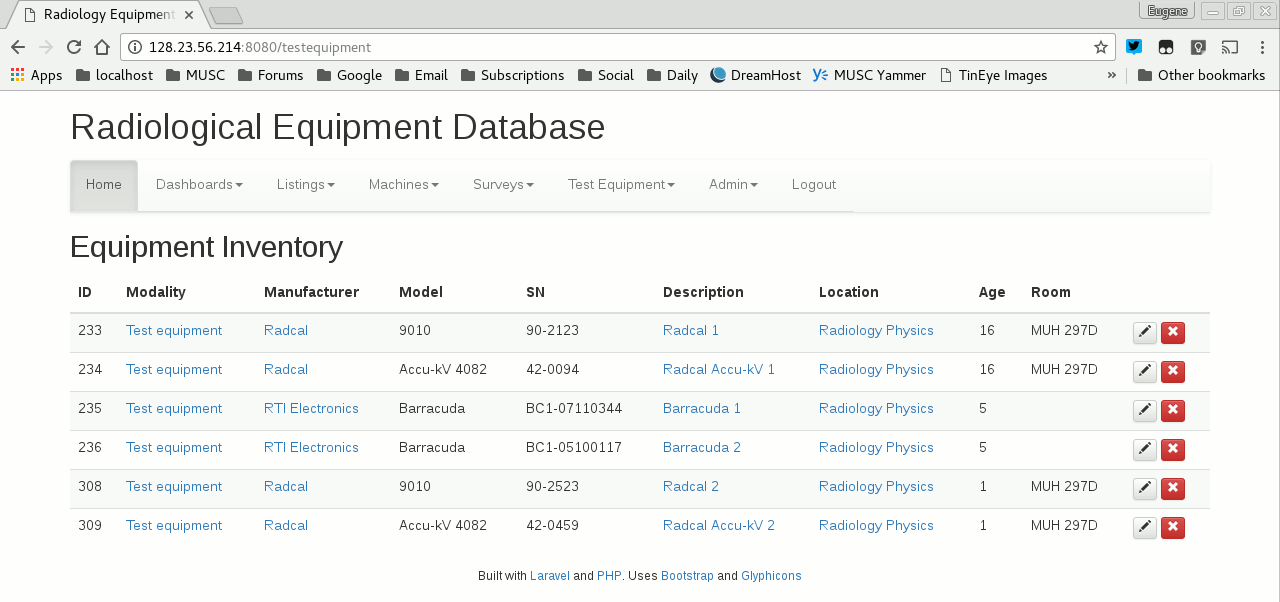 Radiology Equipment
Eugene
128.23.56.214:8080/testequipment
Apps localhost MUSC Forums Google Email Subscriptions Social Daily DreamHost MUSC Yammer TinEye Images » Other bookmarks
Radiological Equipment Database
Home Dashboards Listings Machines Surveys Test Equipment Admin Logout
Equipment Inventory
ID Modality Manufacturer Model SN Description Location Age Room
233 Test equipment Radcal 9010 90-2123 Radcal 1 Radiology Physics 16 MUH 297D
234 Test equipment Radcal Accu-kV 4082 42-0094 Radcal Accu-kV 1 Radiology Physics 16 MUH 297D
235 Test equipment RTI Electronics Barracuda BC1-07110344 Barracuda 1 Radiology Physics 5
236 Test equipment RTI Electronics Barracuda BC1-05100117 Barracuda 2 Radiology Physics 5
308 Test equipment Radcal 9010 90-2523 Radcal 2 Radiology Physics 1 MUH 297D
309 Test equipment Radcal Accu-kV 4082 42-0459 Radcal Accu-kV 2 Radiology Physics 1 MUH 297D
Built with Laravel and PHP. Uses Bootstrap and Glyphicons